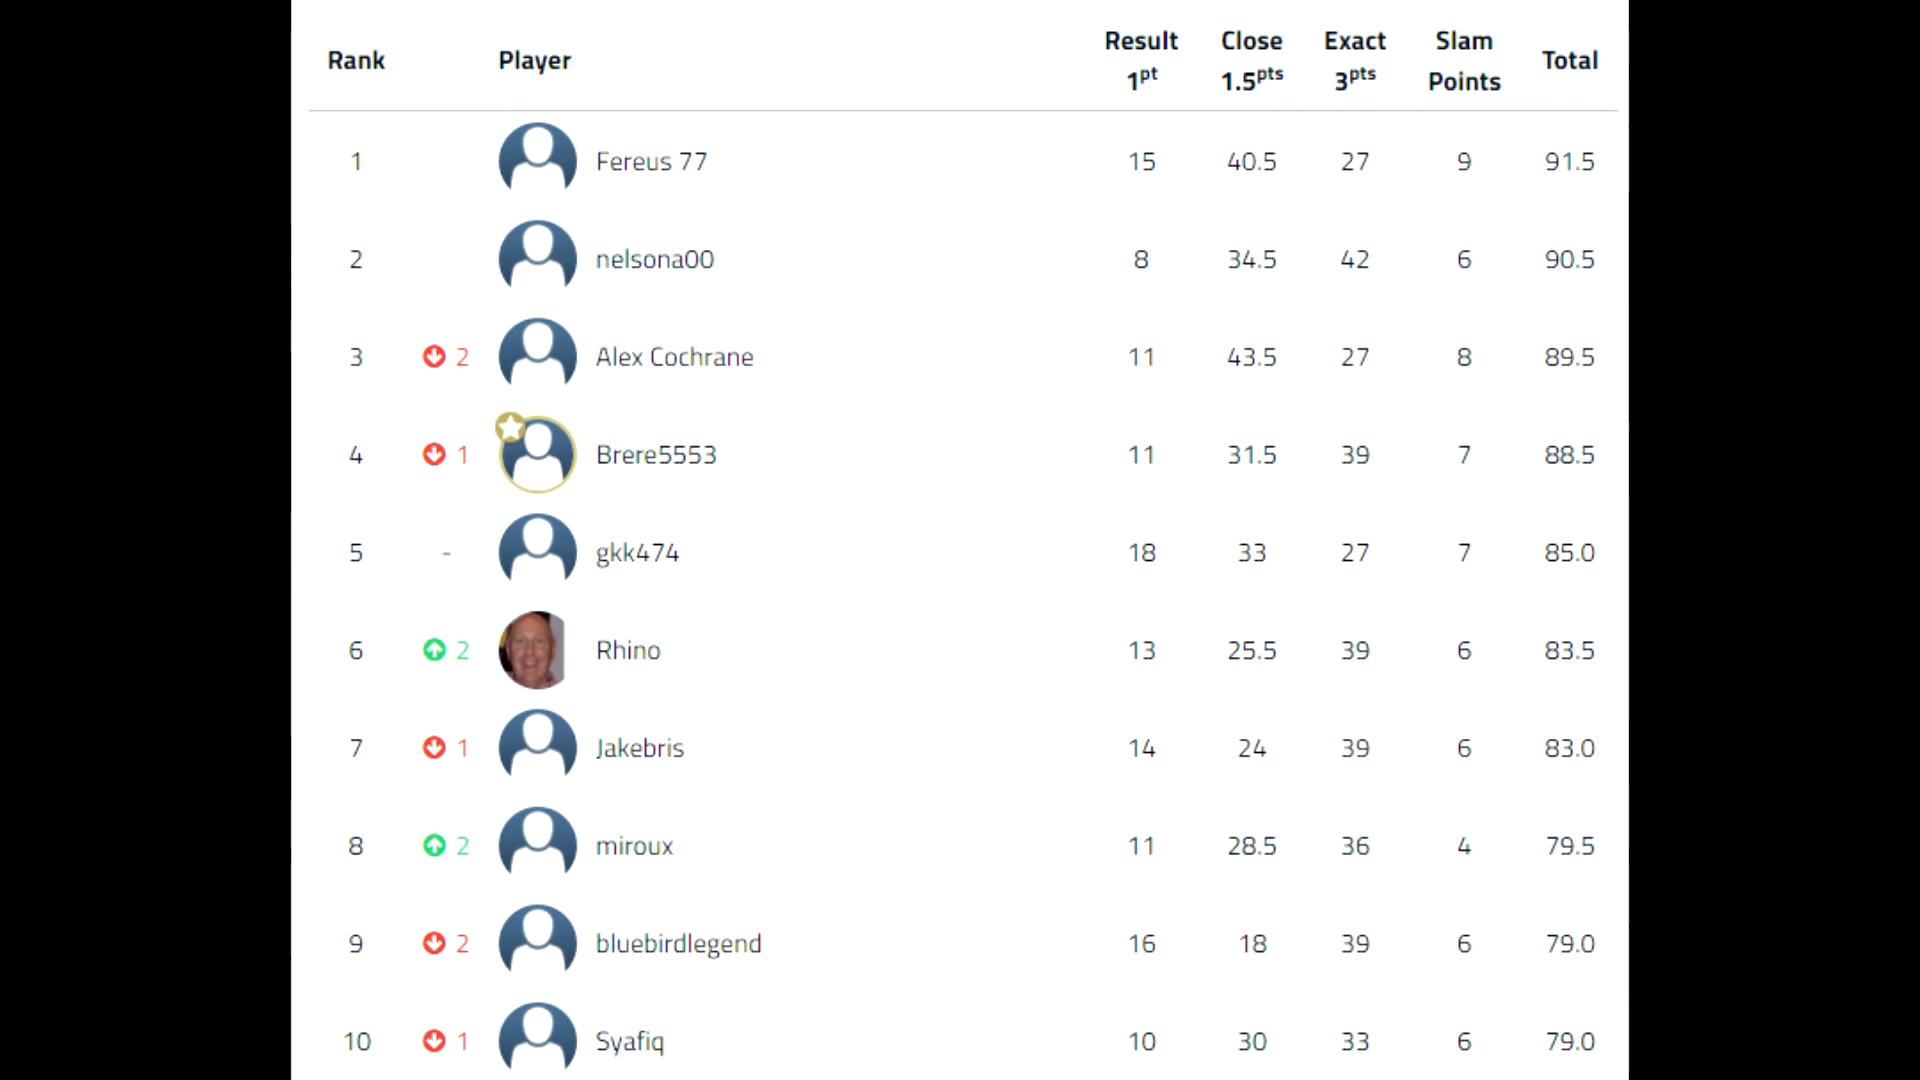 Rank Player Result 1pt Close 1.5pts Exact 3pts Slam Points Total
1 Fereus 77 15 40.5 27 9 91.5
2 nelsona00 8 34.5 42 6 90.5
3 2 Alex Cochrane 11 43.5 27 8 89.5
4 1 Brere5553 11 31.5 39 7 88.5
5 - gkk474 18 33 27 7 85.0
6 2 Rhino 13 25.5 39 6 83.5
7 1 Jakebris 14 24 39 6 83.0
8 2 miroux 11 28.5 36 4 79.5
9 2 bluebirdlegend 16 18 39 6 79.0
10 1 Syafiq 10 30 33 6 79.0